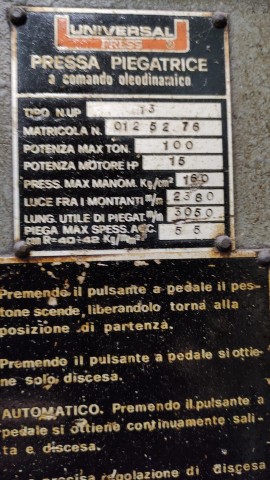 UNIVERSAL
PRESS
PRESSA PIEGATRICE
a comando oleodinamico
TIPO N.UP 13
MATRICOLA N. 012 52 76
POTENZA MAX TON. 100
POTENZA MOTORE HP 15
PRESS. MAX MANOM. Kg/cm² 160
LUCE FRA I MONTANTI m/m 2380
LUNG. UTILE DI PIEGAT. m/m 3050
PIEGA MAX SPESS. ACC. 5 5
con R=40÷42 Kg/mm²
Premendo il pulsante a pedale il pes-
tone scende, liberandolo torna alla
posizione di partenza.
Premendo il pulsante a pedale si ottie-
ne solo discesa.
AUTOMATICO. Premendo il pulsante a
pedale si ottiene continuamente sali-
ta e discesa.
precisa regolazione di discesa